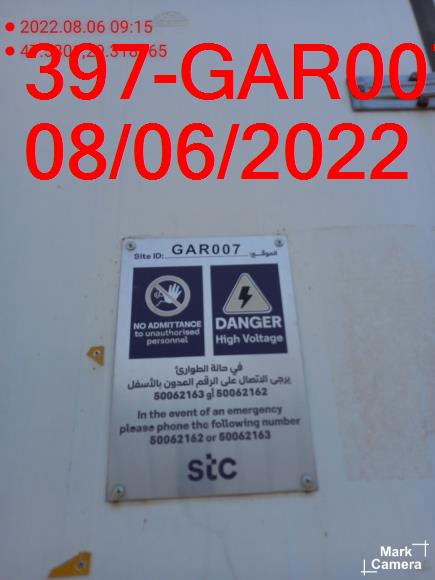 2022.08.06 09:15
397-GAR007
08/06/2022
Site ID: GAR007 الموقع:
NO ADMITTANCE
to unauthorised
personnel
DANGER
High Voltage
في حالة الطوارئ
يرجى الاتصال على الرقم المدون بالأسفل
50062162 أو 50062163
In the event of an emergency
please phone the following number
50062162 or 50062163
stc
Mark
Camera